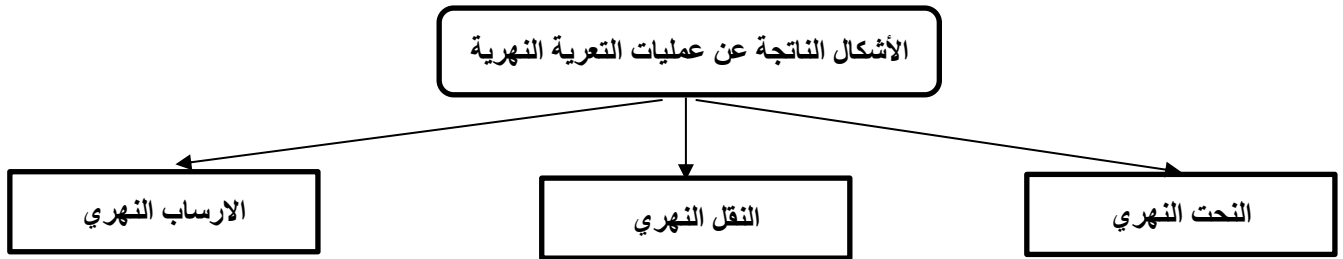 الأشكال الناتجة عن عمليات التعرية النهرية
النحت النهري
النقل النهري
الارساب النهري